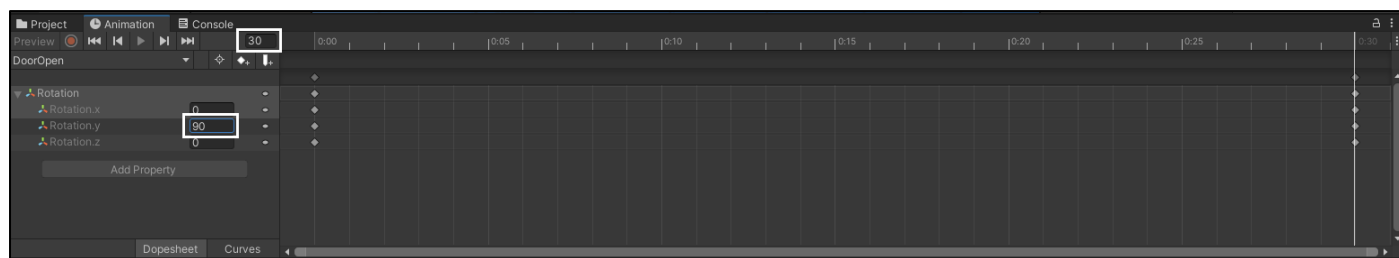 Project Animation Console
Preview 30 0:00 0:05 0:10 0:15 0:20 0:25 0:30
DoorOpen
Rotation
Rotation.x 0
Rotation.y 90
Rotation.z 0
Add Property
Dopesheet Curves